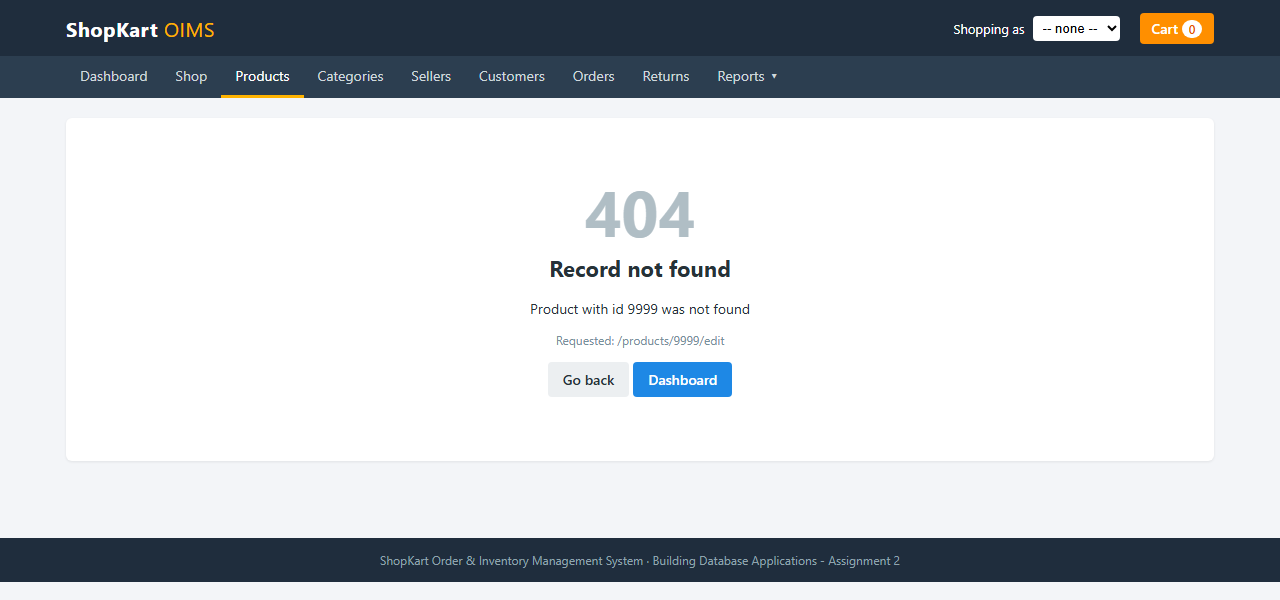 ShopKart OIMS
Shopping as
-- none --
Cart 0
Dashboard Shop Products Categories Sellers Customers Orders Returns Reports ▾
404
Record not found
Product with id 9999 was not found
Requested: /products/9999/edit
Go back Dashboard
ShopKart Order & Inventory Management System · Building Database Applications - Assignment 2